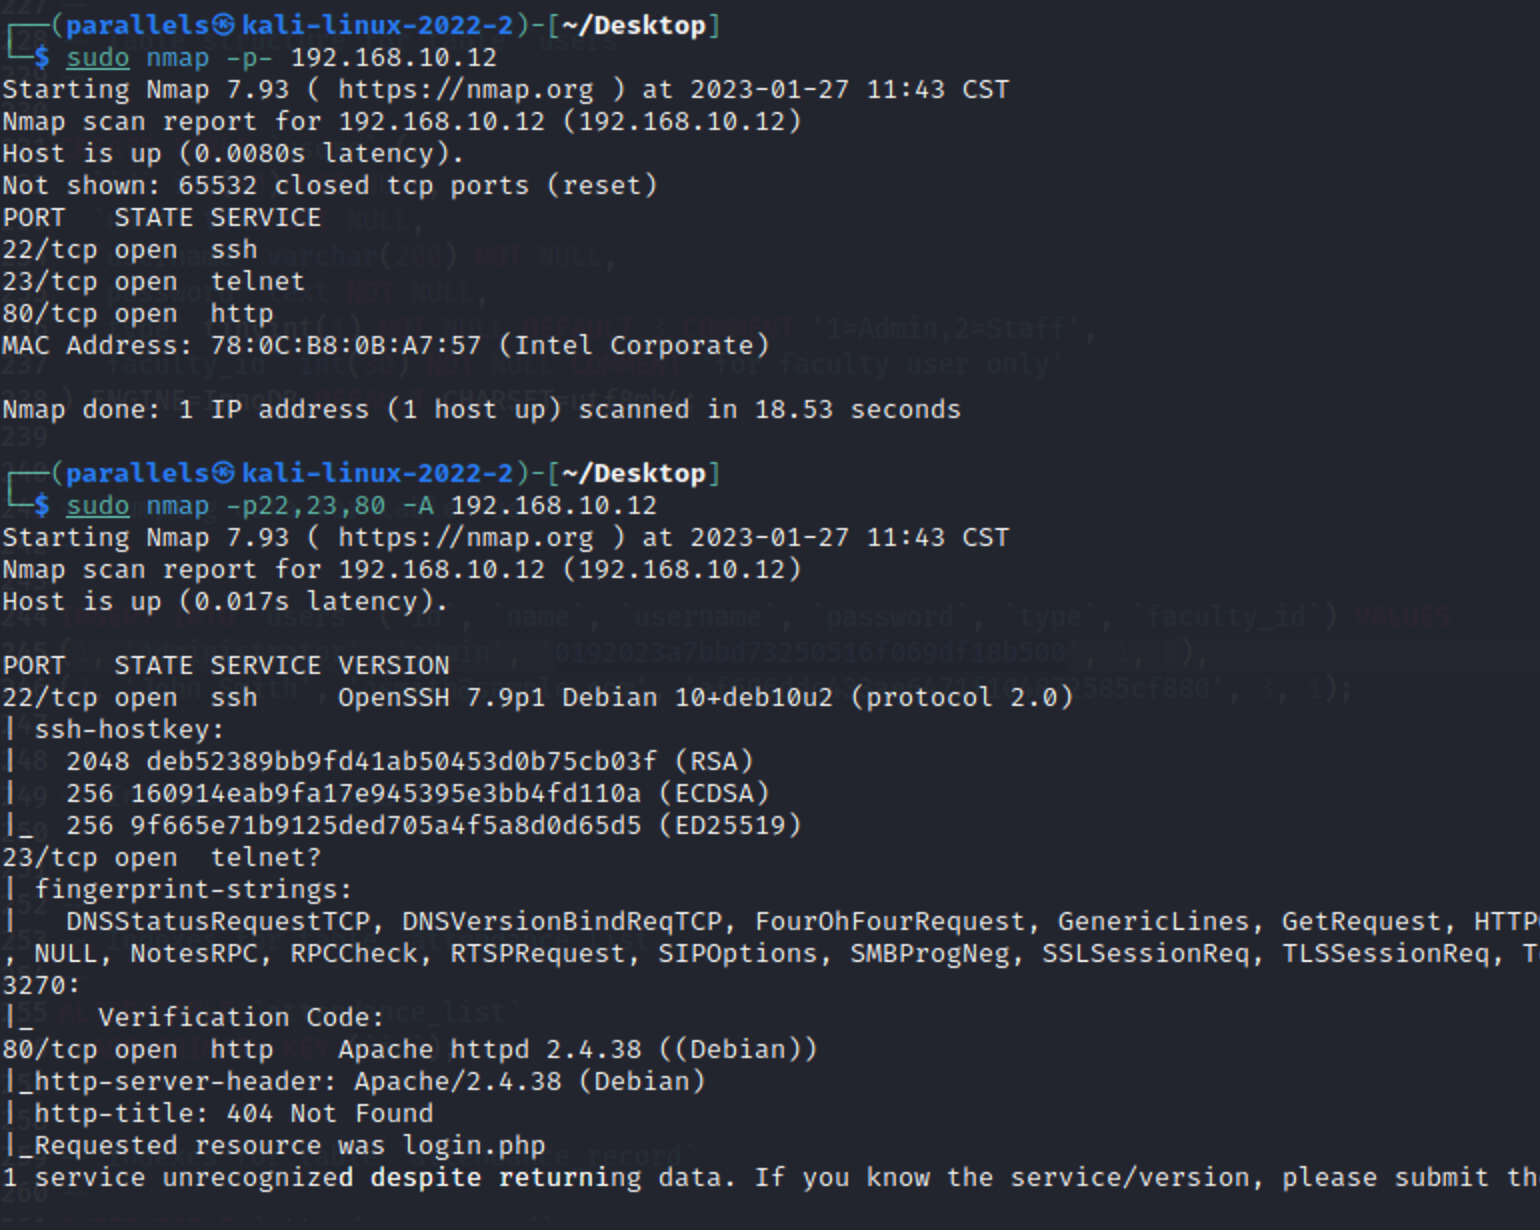 ┌──(parallels㉿kali-linux-2022-2)-[~/Desktop]
└─$ sudo nmap -p- 192.168.10.12
Starting Nmap 7.93 ( https://nmap.org ) at 2023-01-27 11:43 CST
Nmap scan report for 192.168.10.12 (192.168.10.12)
Host is up (0.0080s latency).
Not shown: 65532 closed tcp ports (reset)
PORT   STATE SERVICE
22/tcp open  ssh
23/tcp open  telnet
80/tcp open  http
MAC Address: 78:0C:B8:0B:A7:57 (Intel Corporate)
Nmap done: 1 IP address (1 host up) scanned in 18.53 seconds
┌──(parallels㉿kali-linux-2022-2)-[~/Desktop]
└─$ sudo nmap -p22,23,80 -A 192.168.10.12
Starting Nmap 7.93 ( https://nmap.org ) at 2023-01-27 11:43 CST
Nmap scan report for 192.168.10.12 (192.168.10.12)
Host is up (0.017s latency).
PORT   STATE SERVICE VERSION
22/tcp open  ssh     OpenSSH 7.9p1 Debian 10+deb10u2 (protocol 2.0)
| ssh-hostkey:
|   2048 deb52389bb9fd41ab50453d0b75cb03f (RSA)
|   256 160914eab9fa17e945395e3bb4fd110a (ECDSA)
|_  256 9f665e71b9125ded705a4f5a8d0d65d5 (ED25519)
23/tcp open  telnet?
| fingerprint-strings:
|   DNSStatusRequestTCP, DNSVersionBindReqTCP, FourOhFourRequest, GenericLines, GetRequest, HTTP
, NULL, NotesRPC, RPCCheck, RTSPRequest, SIPOptions, SMBProgNeg, SSLSessionReq, TLSSessionReq, T
3270:
|_    Verification Code:
80/tcp open  http    Apache httpd 2.4.38 ((Debian))
|_http-server-header: Apache/2.4.38 (Debian)
| http-title: 404 Not Found
|_Requested resource was login.php
1 service unrecognized despite returning data. If you know the service/version, please submit th